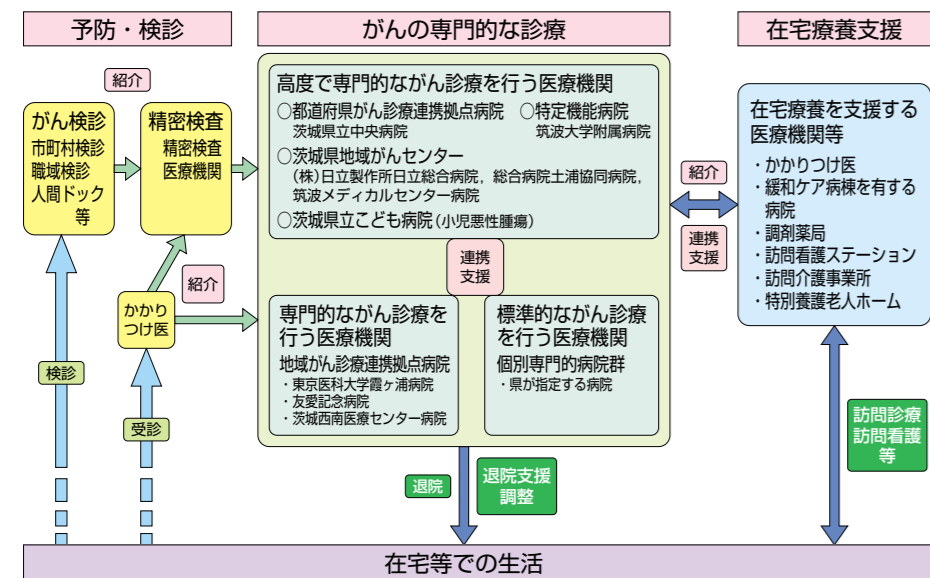 予防・検診
がんの専門的な診療
在宅療養支援
紹介
がん検診
市町村検診
職域検診
人間ドック
等
精密検査
精密検査
医療機関
紹介
かかり
つけ医
検診
受診
高度で専門的ながん診療を行う医療機関
○都道府県がん診療連携拠点病院
茨城県立中央病院
○特定機能病院
筑波大学附属病院
○茨城県地域がんセンター
(株)日立製作所日立総合病院，総合病院土浦協同病院，
筑波メディカルセンター病院
○茨城県立こども病院(小児悪性腫瘍)
連携
支援
専門的ながん診療を
行う医療機関
地域がん診療連携拠点病院
・東京医科大学霞ヶ浦病院
・友愛記念病院
・茨城西南医療センター病院
標準的ながん診療
を行う医療機関
個別専門的病院群
・県が指定する病院
紹介
連携
支援
在宅療養を支援する
医療機関等
・かかりつけ医
・緩和ケア病棟を有する
病院
・調剤薬局
・訪問看護ステーション
・訪問介護事業所
・特別養護老人ホーム
退院
退院支援
調整
訪問診療
訪問看護
等
在宅等での生活